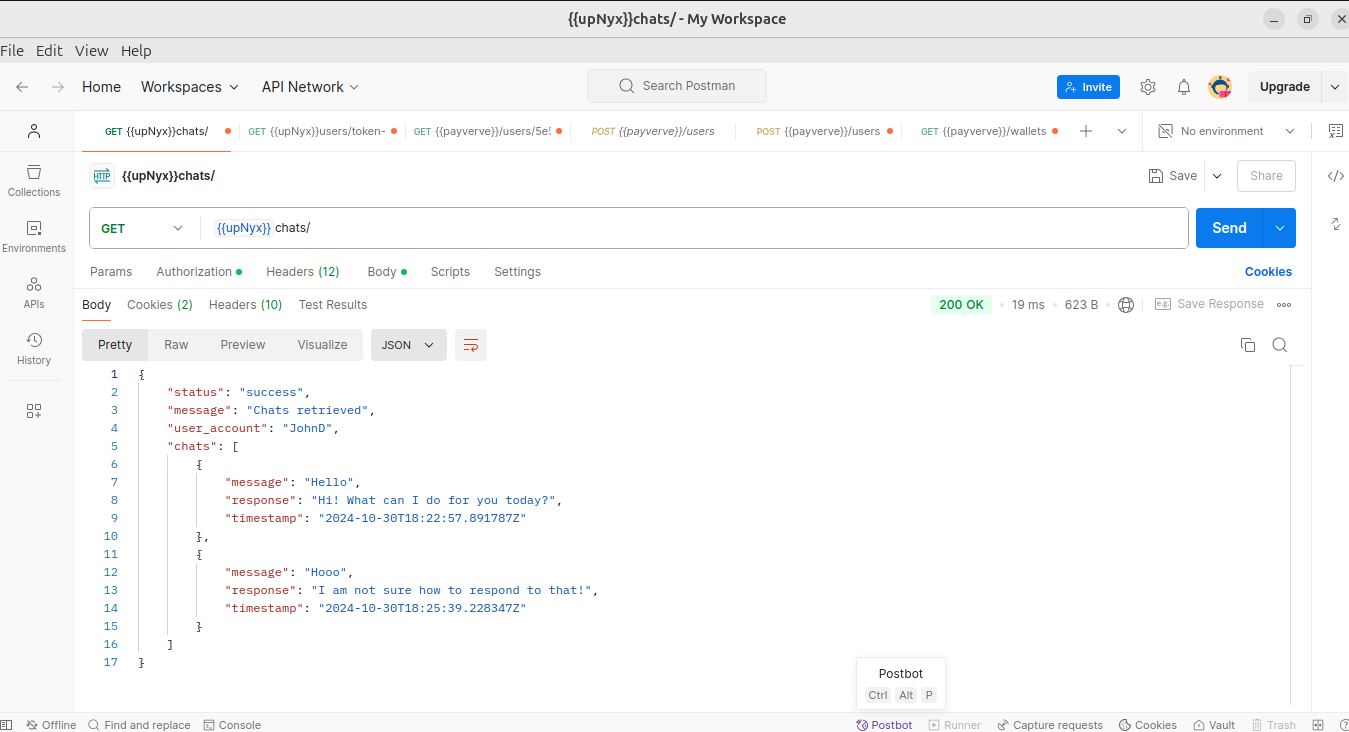 {{upNyx}}chats/ - My Workspace
File Edit View Help
Home Workspaces API Network Search Postman Invite Upgrade
GET {{upNyx}}chats/ GET {{upNyx}}users/token- GET {{payverve}}/users/5e5 POST {{payverve}}/users POST {{payverve}}/users GET {{payverve}}/wallets No environment
HTTP {{upNyx}}chats/ Save Share
Collections
GET {{upNyx}} chats/ Send
Environments
Params Authorization Headers (12) Body Scripts Settings Cookies
APIs
Body Cookies (2) Headers (10) Test Results 200 OK 19 ms 623 B e.g. Save Response
History
Pretty Raw Preview Visualize JSON
1 {
2 "status": "success",
3 "message": "Chats retrieved",
4 "user_account": "JohnD",
5 "chats": [
6 {
7 "message": "Hello",
8 "response": "Hi! What can I do for you today?",
9 "timestamp": "2024-10-30T18:22:57.891787Z"
10 },
11 {
12 "message": "Hooo",
13 "response": "I am not sure how to respond to that!",
14 "timestamp": "2024-10-30T18:25:39.228347Z"
15 }
16 ]
17 }
Postbot
Ctrl Alt P
Offline Find and replace Console Postbot Runner Capture requests Cookies Vault Trash